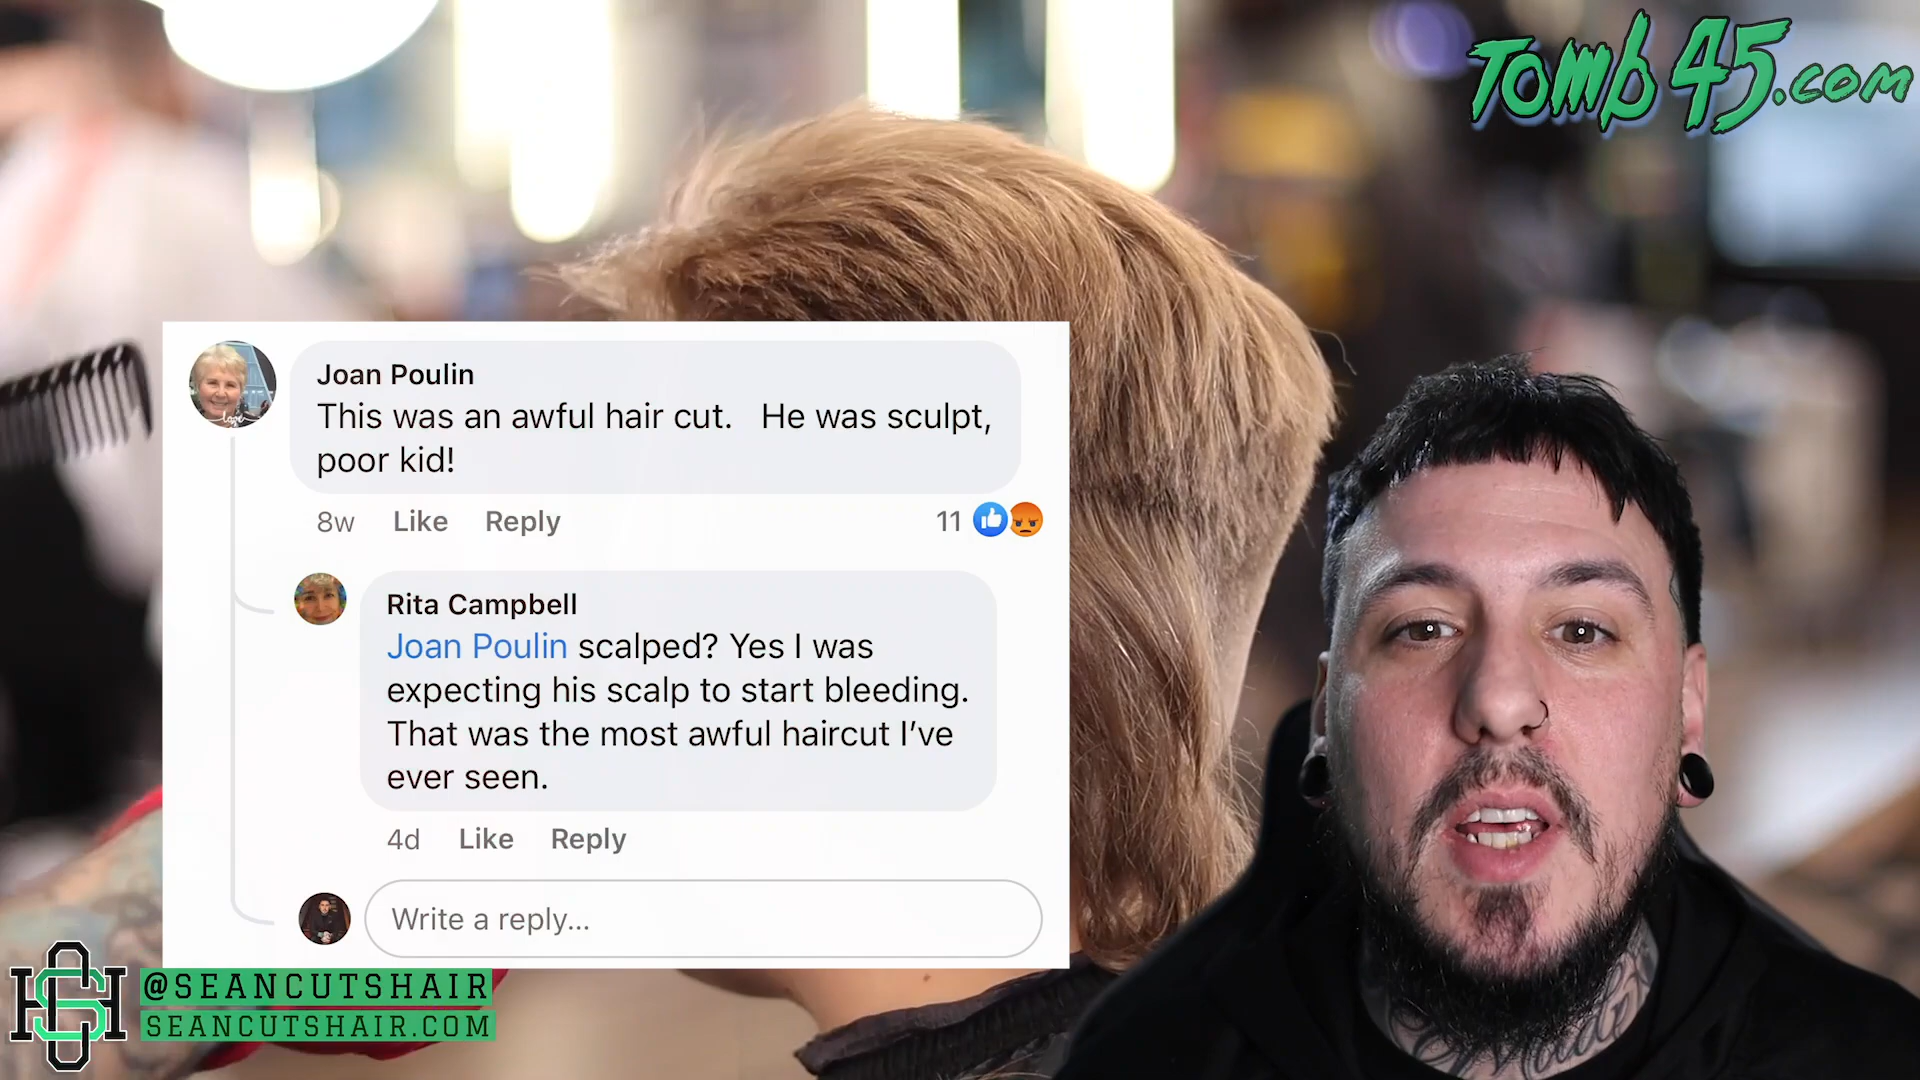 Tomb45.com
Joan Poulin
This was an awful hair cut.   He was sculpt,
poor kid!
8w Like Reply 11
Rita Campbell
Joan Poulin scalped? Yes I was
expecting his scalp to start bleeding.
That was the most awful haircut I’ve
ever seen.
4d Like Reply
Write a reply...
@SEANCUTSHAIR
SEANCUTSHAIR.COM